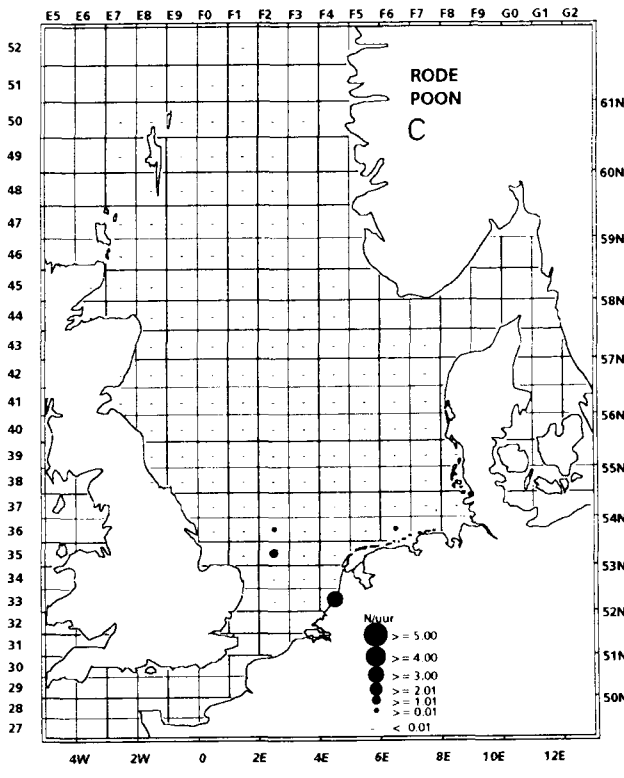 E5 E6 E7 E8 E9 F0 F1 F2 F3 F4 F5 F6 F7 F8 F9 G0 G1 G2
52
51
50
49
48
47
46
45
44
43
42
41
40
39
38
37
36
35
34
33
32
31
30
29
28
27
RODE
POON
C
61N
60N
59N
58N
57N
56N
55N
54N
53N
52N
51N
50N
N/uur
> = 5.00
> = 4.00
> = 3.00
> = 2.01
> = 1.01
> = 0.01
- < 0.01
4W 2W 0 2E 4E 6E 8E 10E 12E